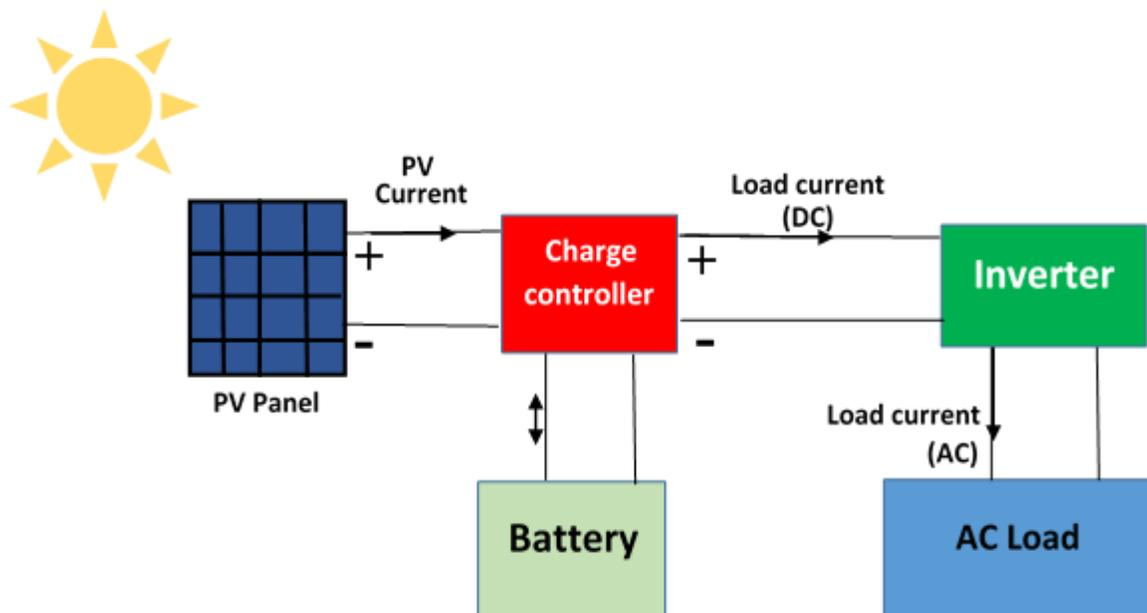 PV
Current
Load current
(DC)
+
-
PV Panel
Charge
controller
+
-
Inverter
Load current
(AC)
Battery
AC Load